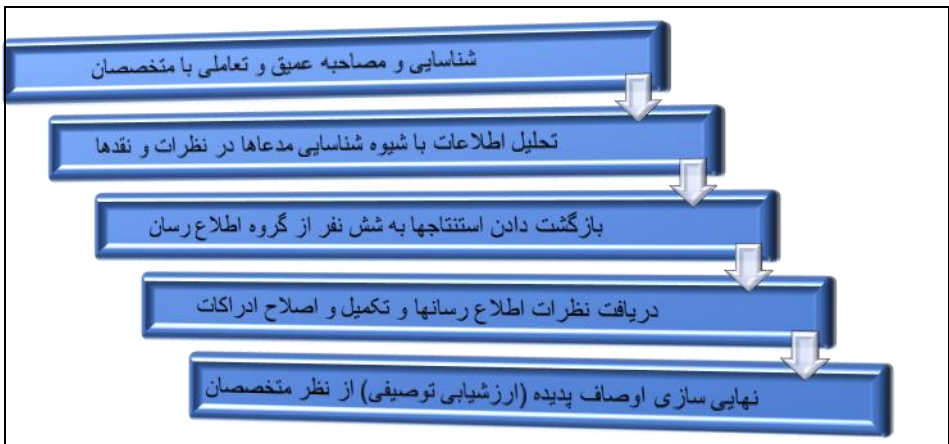 شناسایی و مصاحبه عمیق و تعاملی با متخصصان
تحلیل اطلاعات با شیوه شناسایی مدعاها در نظرات و نقدها
بازگشت دادن استنتاجها به شش نفر از گروه اطلاع رسان
دریافت نظرات اطلاع رسانها و تکمیل و اصلاح ادراکات
نهایی سازی اوصاف پدیده (ارزشیابی توصیفی) از نظر متخصصان